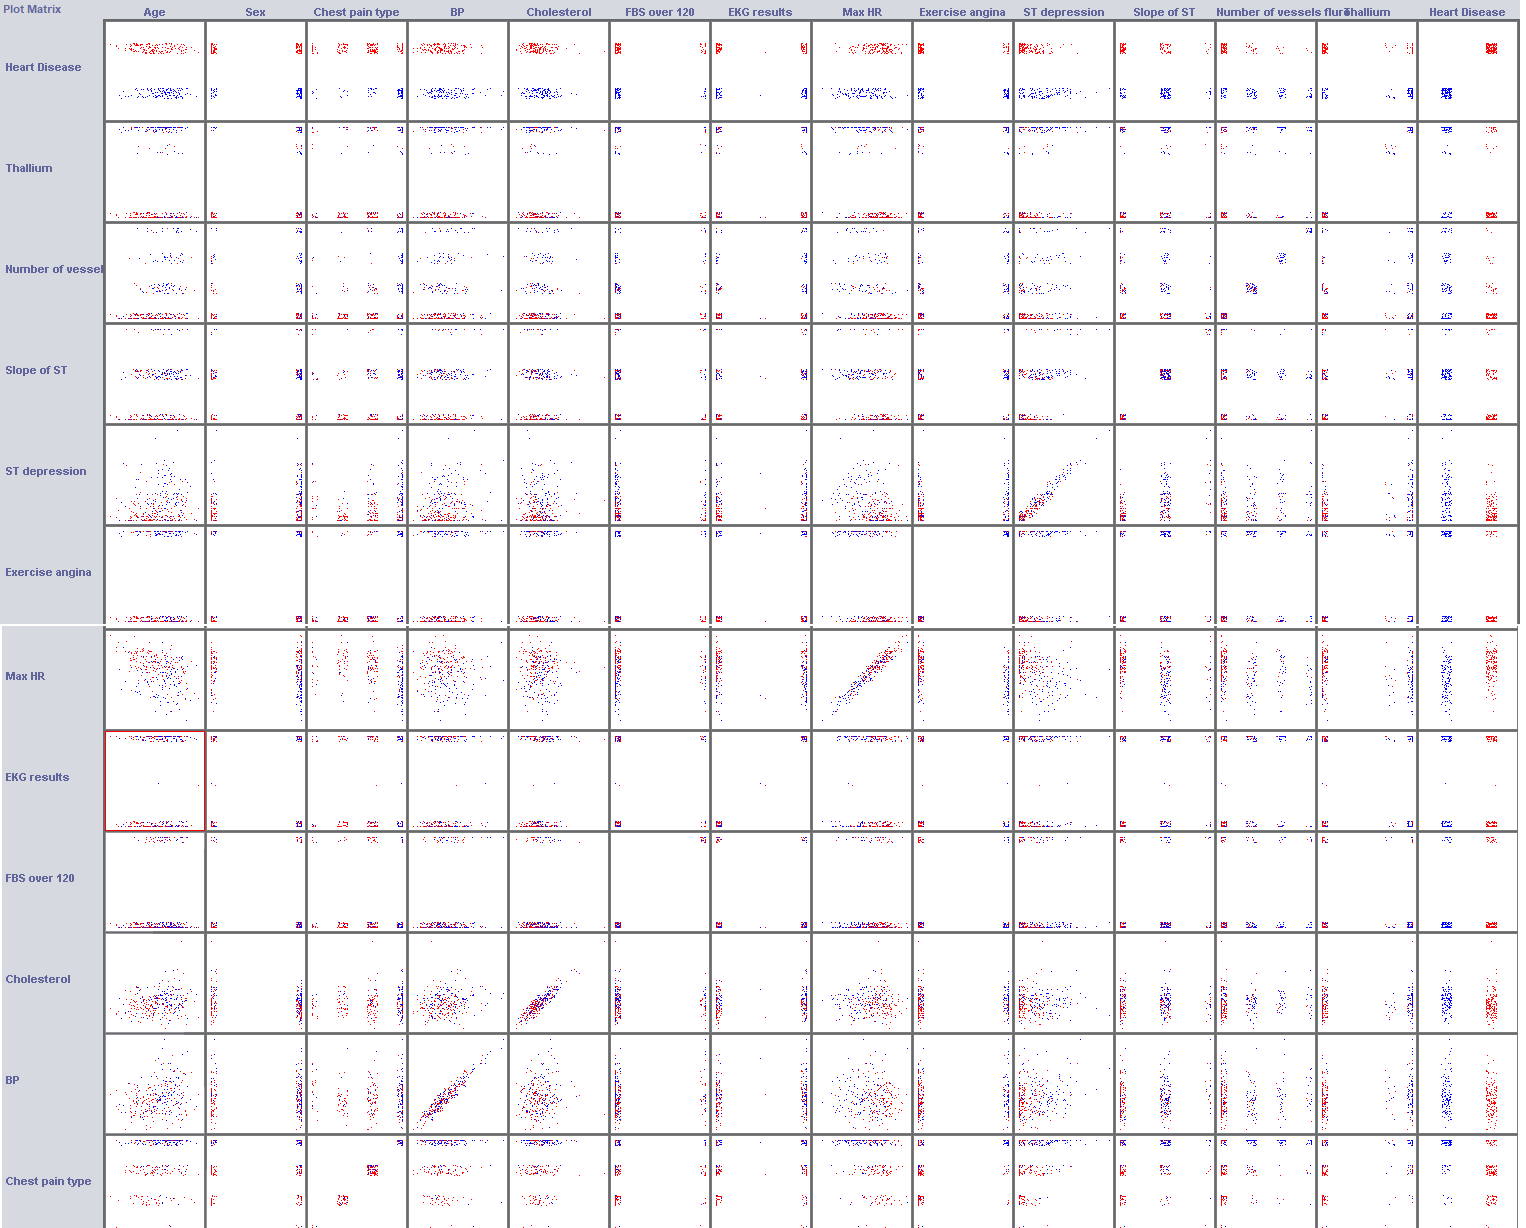 Plot Matrix
Age Sex Chest pain type BP Cholesterol FBS over 120 EKG results Max HR Exercise angina ST depression Slope of ST Number of vessels fluro Thallium Heart Disease
Heart Disease
Thallium
Number of vessel
Slope of ST
ST depression
Exercise angina
Max HR
EKG results
FBS over 120
Cholesterol
BP
Chest pain type